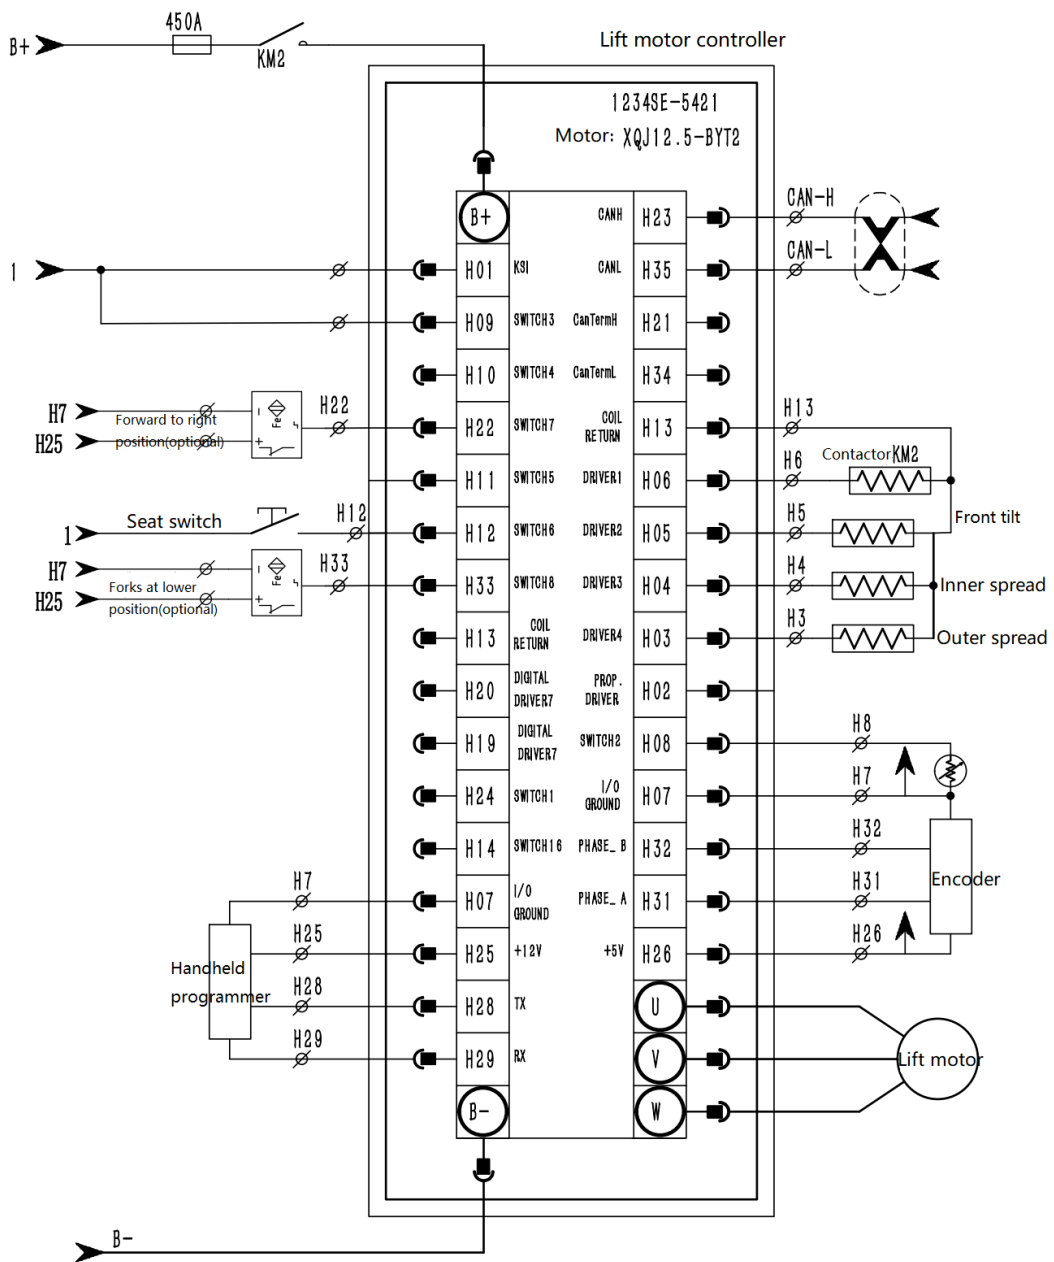 450A
B+
KM2
Lift motor controller
1234SE-5421
Motor: XQJ12.5-BYT2
B+
CANH
H23
CAN-H
1
H01
KSI
CANL
H35
CAN-L
H09
SWITCH3
CanTermH
H21
H10
SWITCH4
CanTermL
H34
H7
Forward to right
H25
position(optional)
-
+
Fe
H22
H22
SWITCH7
COIL
RETURN
H13
H13
H11
SWITCH5
DRIVER1
H06
H6
Contactor KM2
1
Seat switch
H12
H12
SWITCH6
DRIVER2
H05
H5
Front tilt
H7
Forks at lower
H25
position(optional)
-
+
Fe
H33
H33
SWITCH8
DRIVER3
H04
H4
Inner spread
H13
COIL
RETURN
DRIVER4
H03
H3
Outer spread
H20
DIGITAL
DRIVER7
PROP.
DRIVER
H02
H19
DIGITAL
DRIVER7
SWITCH2
H08
H8
H24
SWITCH1
I/O
GROUND
H07
H7
H14
SWITCH16
PHASE_ B
H32
H32
Encoder
H7
H07
I/O
GROUND
PHASE_ A
H31
H31
H25
H25
+12V
+5V
H26
H26
Handheld
programmer
H28
H28
TX
U
H29
H29
RX
V
Lift motor
B-
W
B-